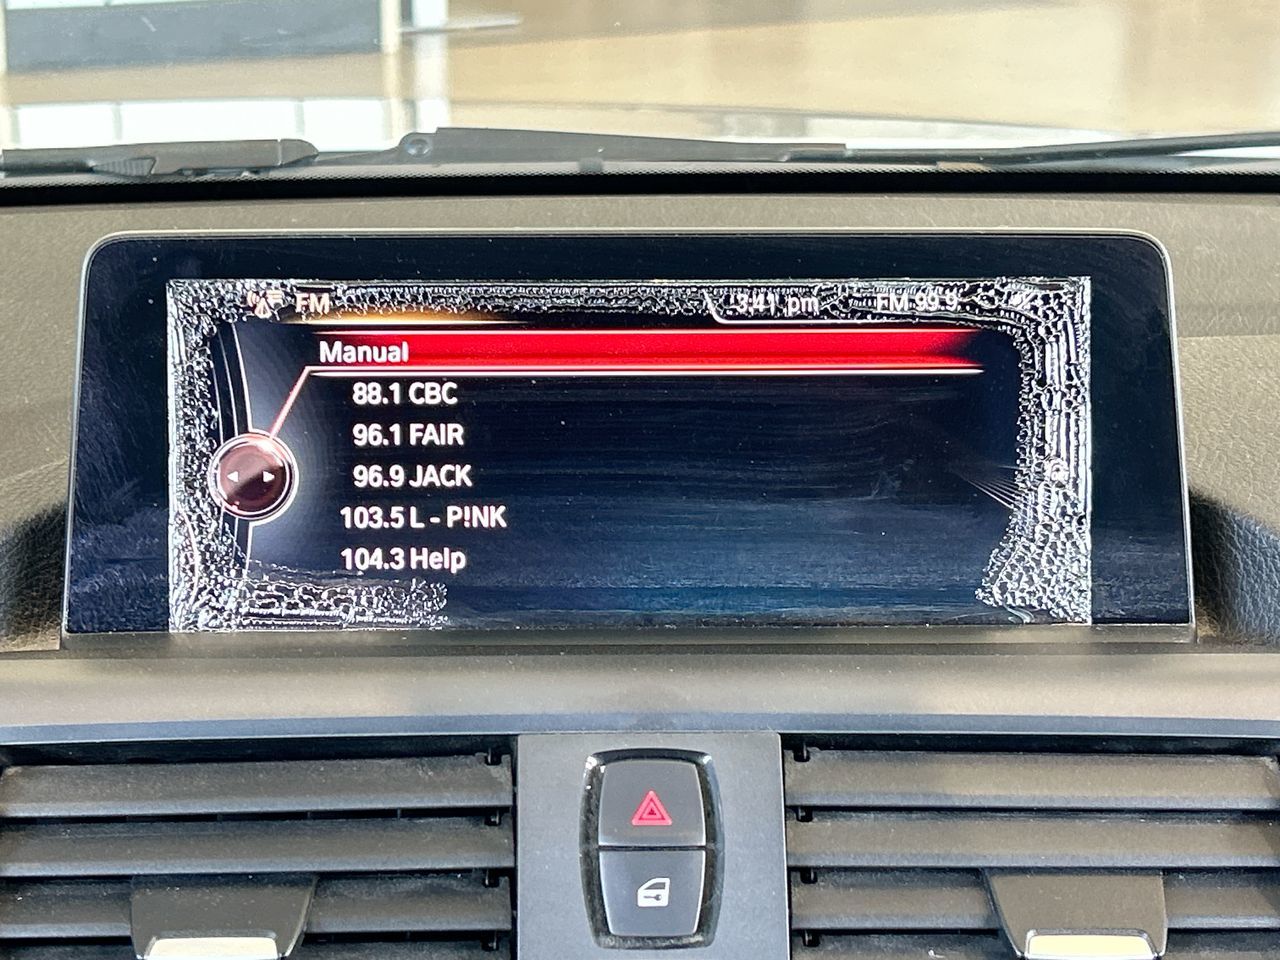 FM 3:41 pm FM 99.9
Manual
88.1 CBC
96.1 FAIR
96.9 JACK
103.5 L - P!NK
104.3 Help